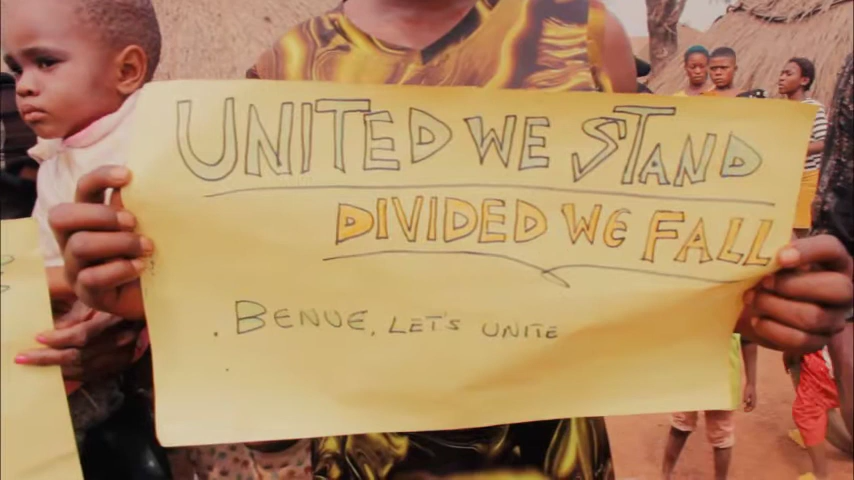 UNITED WE STAND
DIVIDED WE FALL
BENUE, LET'S UNITE